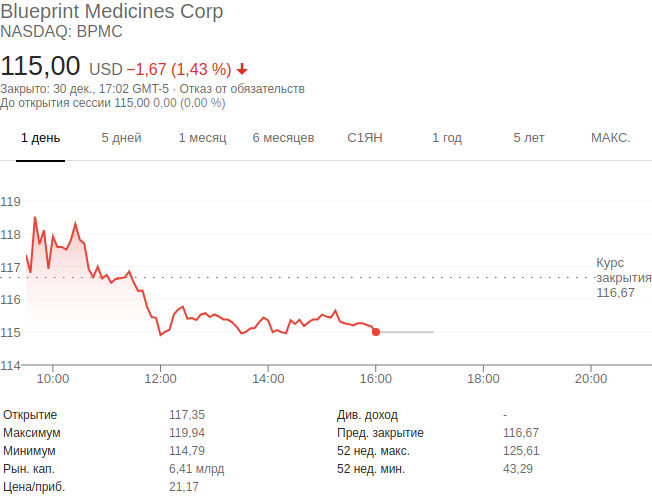 Blueprint Medicines Corp
NASDAQ: BPMC
115,00 USD −1,67 (1,43 %)
Закрыто: 30 дек., 17:02 GMT-5 · Отказ от обязательств
До открытия сессии 115,00 0,00 (0,00 %)
1 день 5 дней 1 месяц 6 месяцев С1ЯН 1 год 5 лет МАКС.
119
118
117
116
115
114
Курс
закрытия
116,67
10:00 12:00 14:00 16:00 18:00 20:00
Открытие 117,35 Див. доход -
Максимум 119,94 Пред. закрытие 116,67
Минимум 114,79 52 нед. макс. 125,61
Рын. кап. 6,41 млрд 52 нед. мин. 43,29
Цена/приб. 21,17